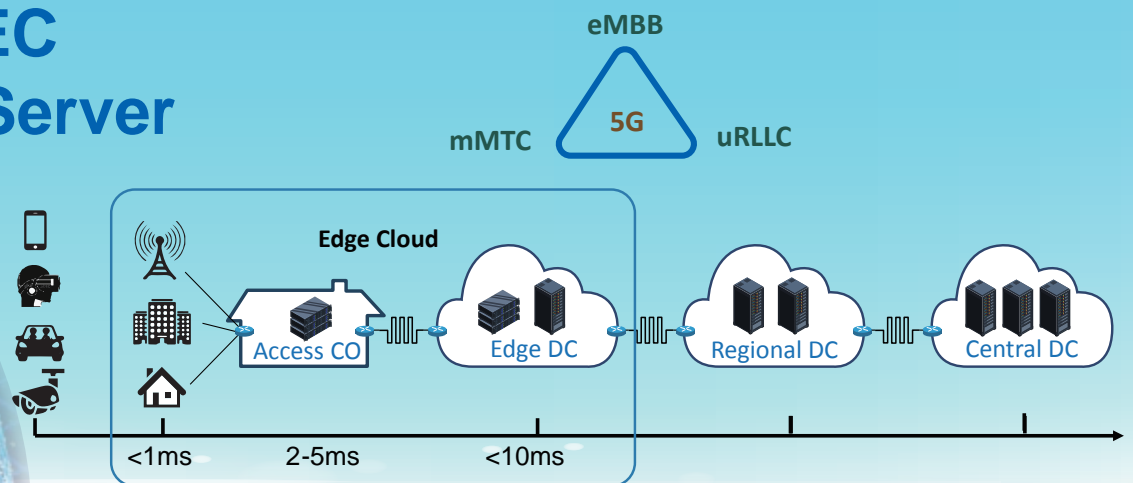 EC
Server
eMBB
5G
mMTC
uRLLC
Edge Cloud
Access CO
Edge DC
Regional DC
Central DC
<1ms
2-5ms
<10ms